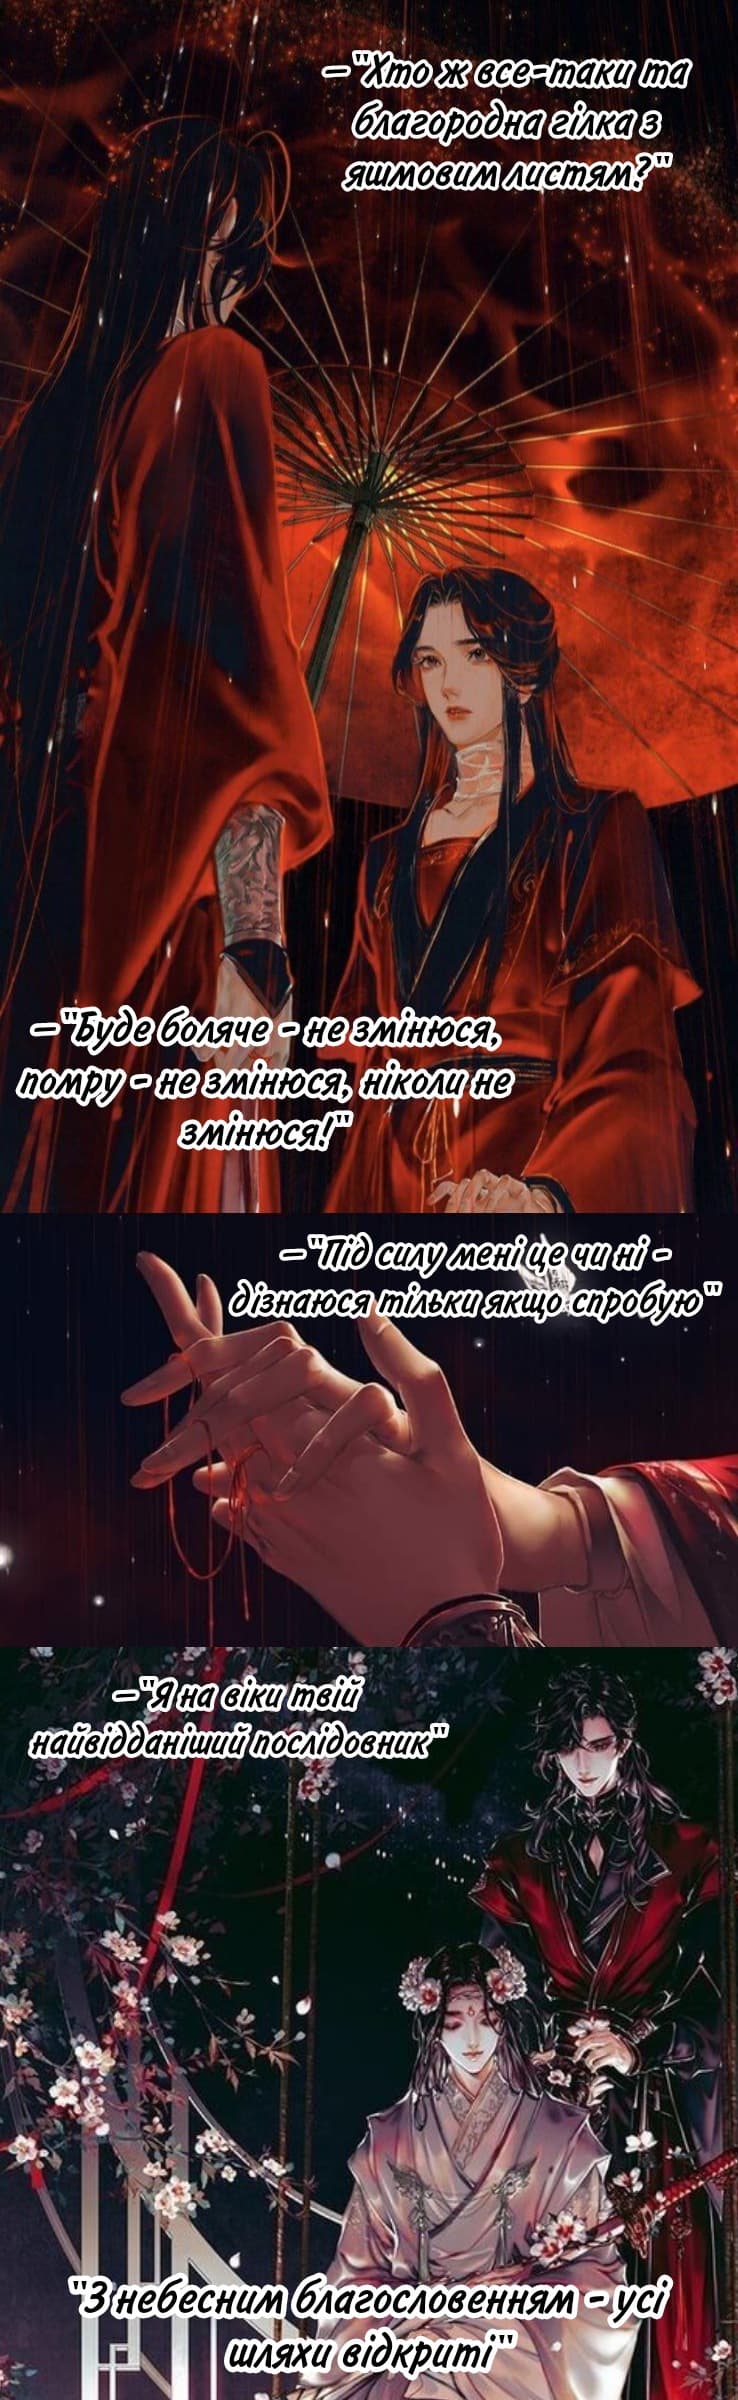 —"Хто ж все-таки та
благородна гілка з
яшмовим листям?"
—"Буде боляче - не змінюся,
помру - не змінюся, ніколи не
змінюся!"
—"Під силу мені це чи ні -
дізнаюся тільки якщо спробую"
—"Я на віки твій
найвідданіший послідовник"
"З небесним благословенням - усі
шляхи відкриті"